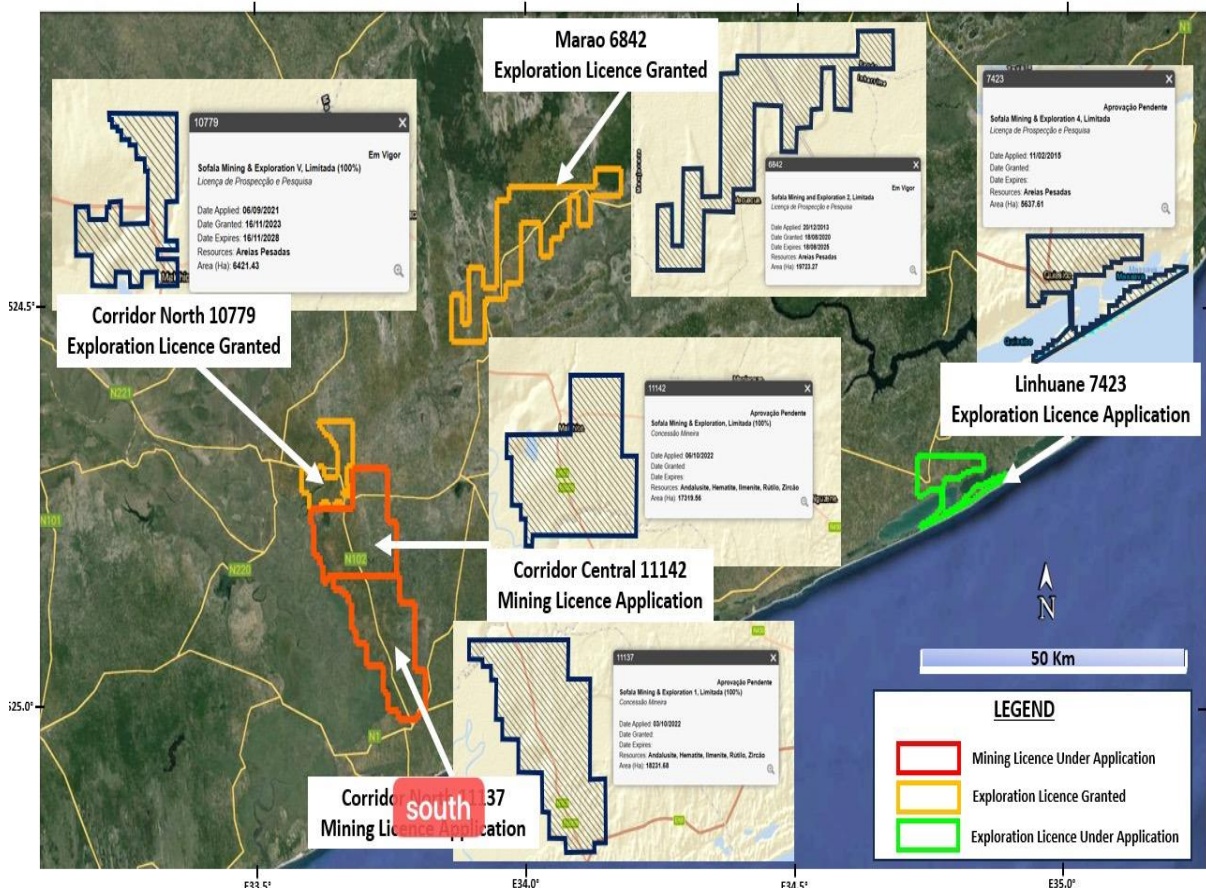 Marao 6842
Exploration Licence Granted
10779
X
Em Vigor
Sofala Mining & Exploration V, Limitada (100%)
Licença de Prospecção e Pesquisa
Date Applied: 06/09/2021
Date Granted: 16/11/2023
Date Expires: 16/11/2028
Resources: Areias Pesadas
Area (Ha): 6421.43
Corridor North 10779
Exploration Licence Granted
6842
X
Em Vigor
Sofala Mining and Exploration 2, Limitada
Licença de Prospecção e Pesquisa
Date Applied: 20/12/2013
Date Granted: 18/08/2020
Date Expires: 18/08/2025
Resources: Areias Pesadas
Area (Ha): 19723.27
7423
X
Aprovação Pendente
Sofala Mining & Exploration 4, Limitada
Licença de Prospecção e Pesquisa
Date Applied: 11/02/2015
Date Granted:
Date Expires:
Resources: Areias Pesadas
Area (Ha): 5637.61
Linhuane 7423
Exploration Licence Application
11142
X
Aprovação Pendente
Sofala Mining & Exploration, Limitada (100%)
Concessão Mineira
Date Applied: 06/10/2022
Date Granted:
Date Expires:
Resources: Andalusite, Hematite, Ilmenite, Rútilo, Zircão
Area (Ha): 17319.56
Corridor Central 11142
Mining Licence Application
11137
X
Aprovação Pendente
Sofala Mining & Exploration 1, Limitada (100%)
Concessão Mineira
Date Applied: 03/10/2022
Date Granted:
Date Expires:
Resources: Andalusite, Hematite, Ilmenite, Rútilo, Zircão
Area (Ha): 18231.68
Corridor North 11137
south
Mining Licence Application
N1
N221
N101
N220
N102
N1
S24.5°
S25.0°
E33.5°
E34.0°
E34.5°
E35.0°
N
50 Km
LEGEND
Mining Licence Under Application
Exploration Licence Granted
Exploration Licence Under Application